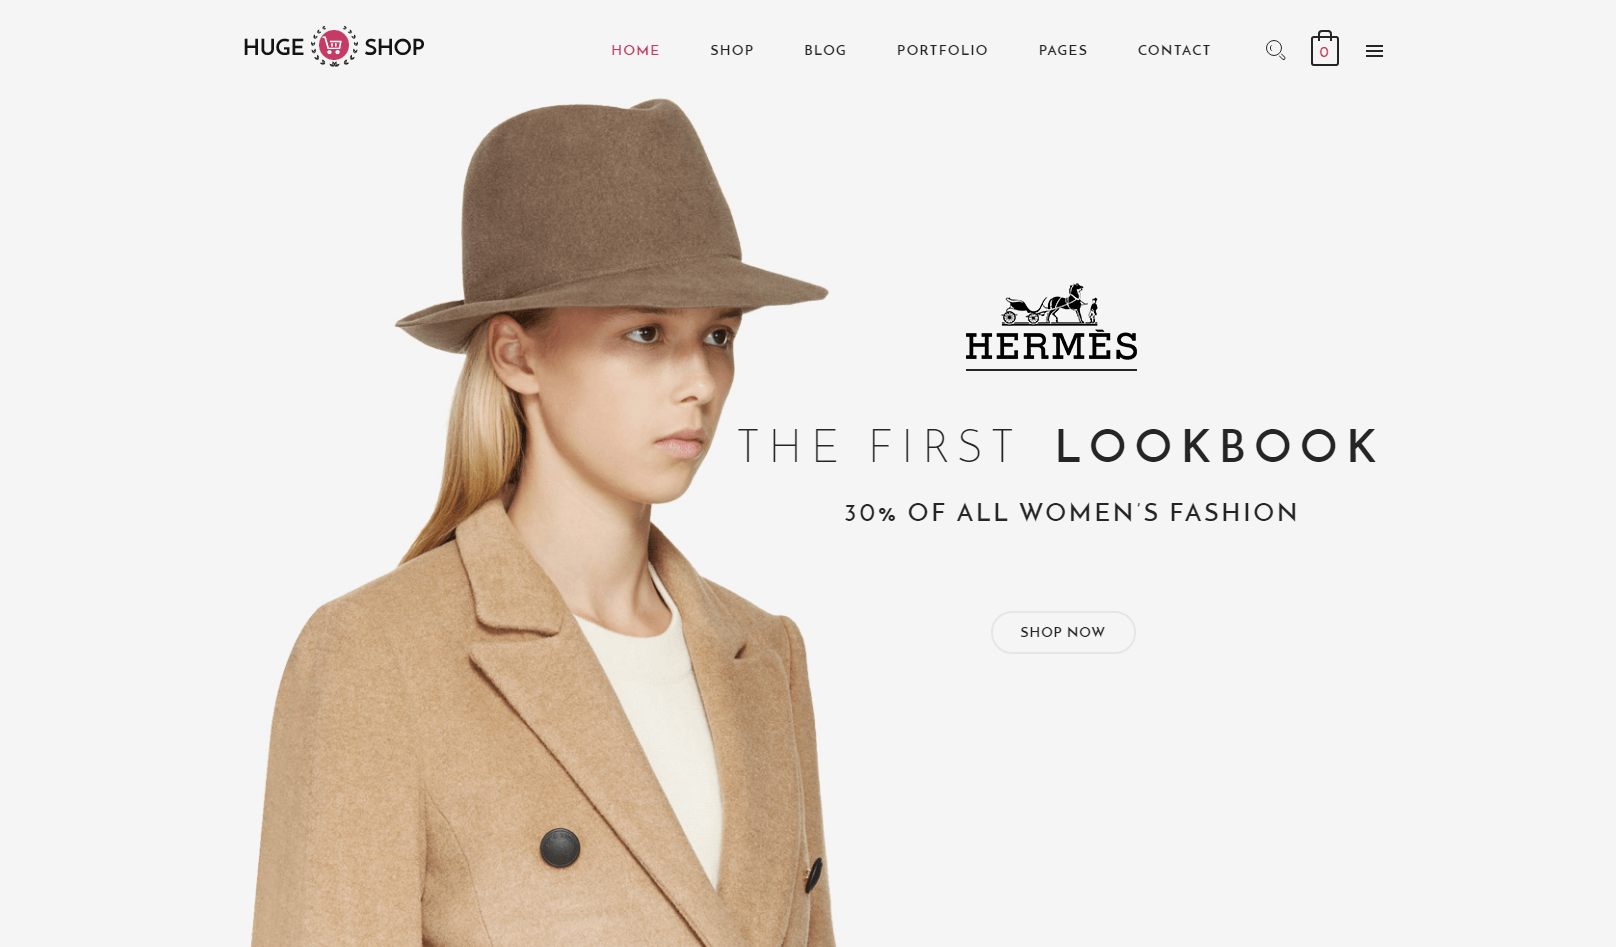 HUGE SHOP
HOME SHOP BLOG PORTFOLIO PAGES CONTACT 0
HERMÈS
THE FIRST LOOKBOOK
30% OF ALL WOMEN'S FASHION
SHOP NOW